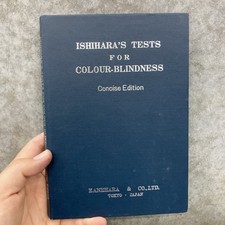 ISHIHARA'S TESTS
FOR
COLOUR-BLINDNESS
Concise Edition
KANEHARA & CO., LTD.
TOKYO · JAPAN